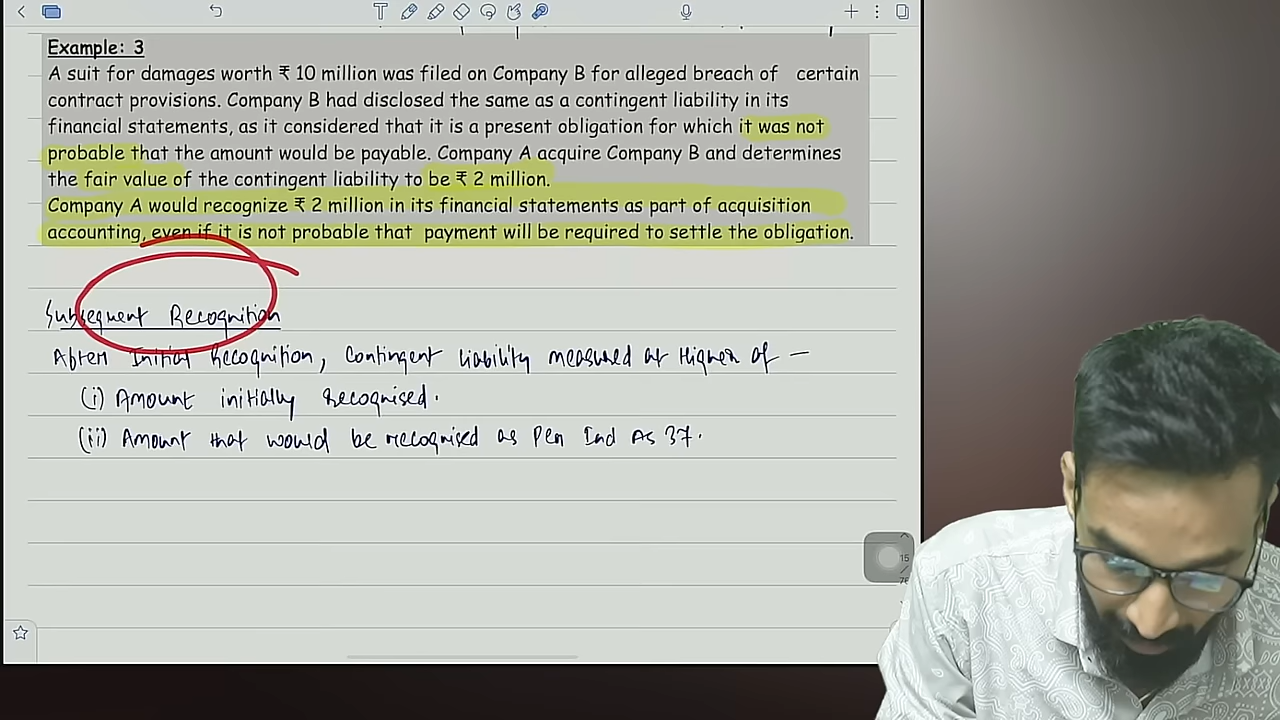 Example: 3
A suit for damages worth ₹ 10 million was filed on Company B for alleged breach of certain
contract provisions. Company B had disclosed the same as a contingent liability in its
financial statements, as it considered that it is a present obligation for which it was not
probable that the amount would be payable. Company A acquire Company B and determines
the fair value of the contingent liability to be ₹ 2 million.
Company A would recognize ₹ 2 million in its financial statements as part of acquisition
accounting, even if it is not probable that payment will be required to settle the obligation.
Subsequent Recognition
After Initial Recognition, Contingent liability measured at Higher of —
(i) Amount initially Recognised.
(ii) Amount that would be recognised as Per Ind As 37.
15
/